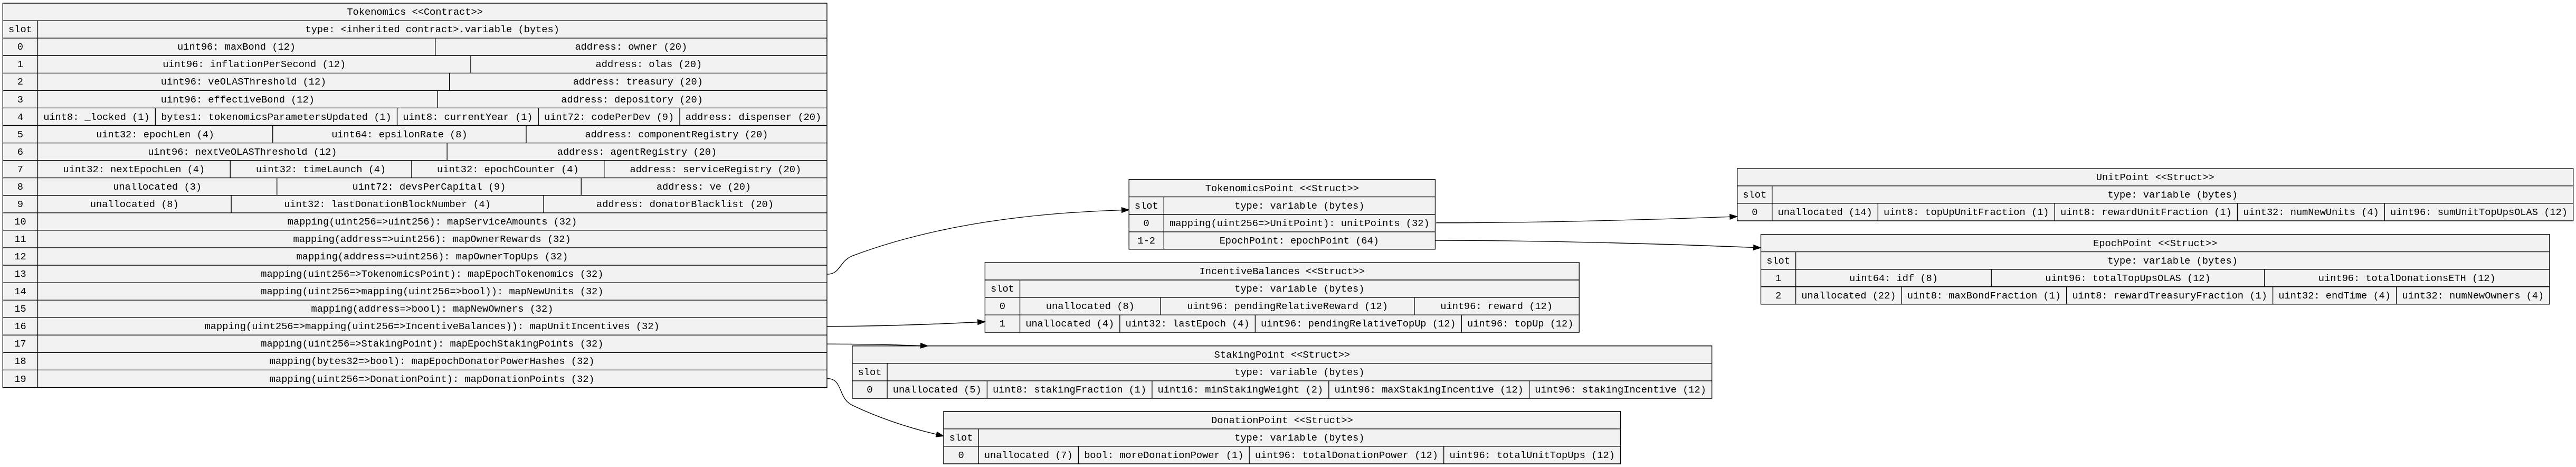 Tokenomics <<Contract>>
slot type: <inherited contract>.variable (bytes)
0 uint96: maxBond (12) address: owner (20)
1 uint96: inflationPerSecond (12) address: olas (20)
2 uint96: veOLASThreshold (12) address: treasury (20)
3 uint96: effectiveBond (12) address: depository (20)
4 uint8: _locked (1) bytes1: tokenomicsParametersUpdated (1) uint8: currentYear (1) uint72: codePerDev (9) address: dispenser (20)
5 uint32: epochLen (4) uint64: epsilonRate (8) address: componentRegistry (20)
6 uint96: nextVeOLASThreshold (12) address: agentRegistry (20)
7 uint32: nextEpochLen (4) uint32: timeLaunch (4) uint32: epochCounter (4) address: serviceRegistry (20)
8 unallocated (3) uint72: devsPerCapital (9) address: ve (20)
9 unallocated (8) uint32: lastDonationBlockNumber (4) address: donatorBlacklist (20)
10 mapping(uint256=>uint256): mapServiceAmounts (32)
11 mapping(address=>uint256): mapOwnerRewards (32)
12 mapping(address=>uint256): mapOwnerTopUps (32)
13 mapping(uint256=>TokenomicsPoint): mapEpochTokenomics (32)
14 mapping(uint256=>mapping(uint256=>bool)): mapNewUnits (32)
15 mapping(address=>bool): mapNewOwners (32)
16 mapping(uint256=>mapping(uint256=>IncentiveBalances)): mapUnitIncentives (32)
17 mapping(uint256=>StakingPoint): mapEpochStakingPoints (32)
18 mapping(bytes32=>bool): mapEpochDonatorPowerHashes (32)
19 mapping(uint256=>DonationPoint): mapDonationPoints (32)
TokenomicsPoint <<Struct>>
slot type: variable (bytes)
0 mapping(uint256=>UnitPoint): unitPoints (32)
1-2 EpochPoint: epochPoint (64)
IncentiveBalances <<Struct>>
slot type: variable (bytes)
0 unallocated (8) uint96: pendingRelativeReward (12) uint96: reward (12)
1 unallocated (4) uint32: lastEpoch (4) uint96: pendingRelativeTopUp (12) uint96: topUp (12)
StakingPoint <<Struct>>
slot type: variable (bytes)
0 unallocated (5) uint8: stakingFraction (1) uint16: minStakingWeight (2) uint96: maxStakingIncentive (12) uint96: stakingIncentive (12)
DonationPoint <<Struct>>
slot type: variable (bytes)
0 unallocated (7) bool: moreDonationPower (1) uint96: totalDonationPower (12) uint96: totalUnitTopUps (12)
UnitPoint <<Struct>>
slot type: variable (bytes)
0 unallocated (14) uint8: topUpUnitFraction (1) uint8: rewardUnitFraction (1) uint32: numNewUnits (4) uint96: sumUnitTopUpsOLAS (12)
EpochPoint <<Struct>>
slot type: variable (bytes)
1 uint64: idf (8) uint96: totalTopUpsOLAS (12) uint96: totalDonationsETH (12)
2 unallocated (22) uint8: maxBondFraction (1) uint8: rewardTreasuryFraction (1) uint32: endTime (4) uint32: numNewOwners (4)